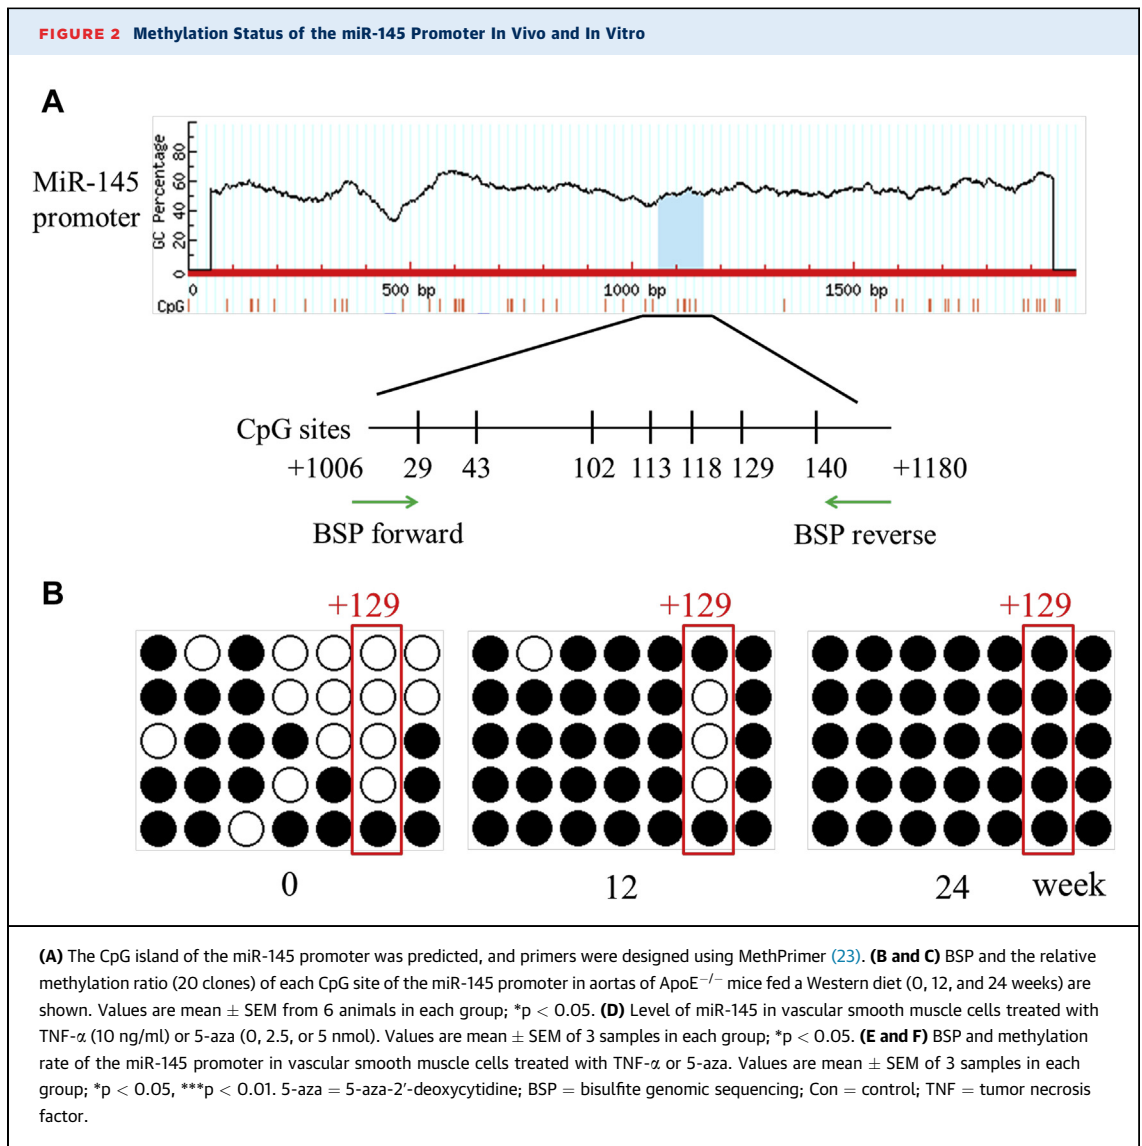 FIGURE 2 Methylation Status of the miR-145 Promoter In Vivo and In Vitro
A
MiR-145
promoter
GC Percentage
80
60
40
20
0
0 500 bp 1000 bp 1500 bp
CpG
CpG sites
+1006 29 43 102 113 118 129 140 +1180
BSP forward BSP reverse
B
+129 +129 +129
0 12 24 week
(A) The CpG island of the miR-145 promoter was predicted, and primers were designed using MethPrimer (23). (B and C) BSP and the relative
methylation ratio (20 clones) of each CpG site of the miR-145 promoter in aortas of ApoE−/− mice fed a Western diet (0, 12, and 24 weeks) are
shown. Values are mean ± SEM from 6 animals in each group; *p < 0.05. (D) Level of miR-145 in vascular smooth muscle cells treated with
TNF-α (10 ng/ml) or 5-aza (0, 2.5, or 5 nmol). Values are mean ± SEM of 3 samples in each group; *p < 0.05. (E and F) BSP and methylation
rate of the miR-145 promoter in vascular smooth muscle cells treated with TNF-α or 5-aza. Values are mean ± SEM of 3 samples in each
group; *p < 0.05, ***p < 0.01. 5-aza = 5-aza-2′-deoxycytidine; BSP = bisulfite genomic sequencing; Con = control; TNF = tumor necrosis
factor.